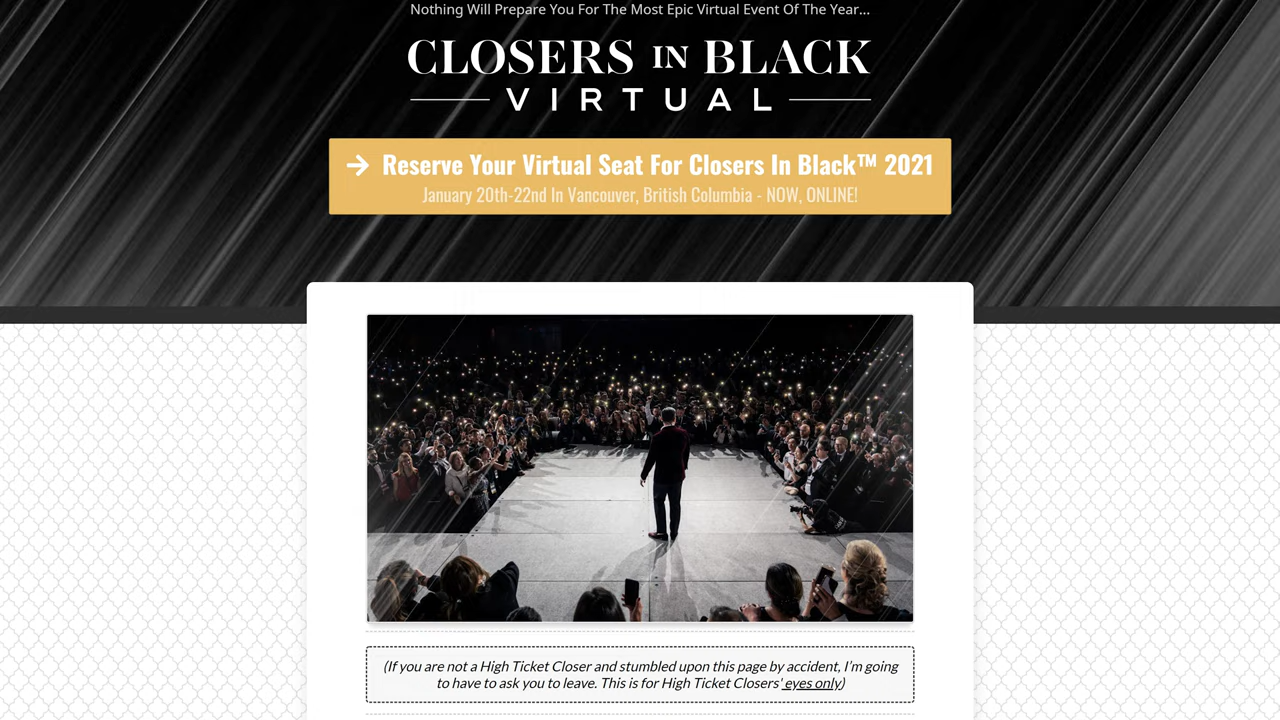 Nothing Will Prepare You For The Most Epic Virtual Event Of The Year...
CLOSERS IN BLACK
VIRTUAL
Reserve Your Virtual Seat For Closers In Black™ 2021
January 20th-22nd In Vancouver, British Columbia - NOW, ONLINE!
(If you are not a High Ticket Closer and stumbled upon this page by accident, I'm going
to have to ask you to leave. This is for High Ticket Closers' eyes only)